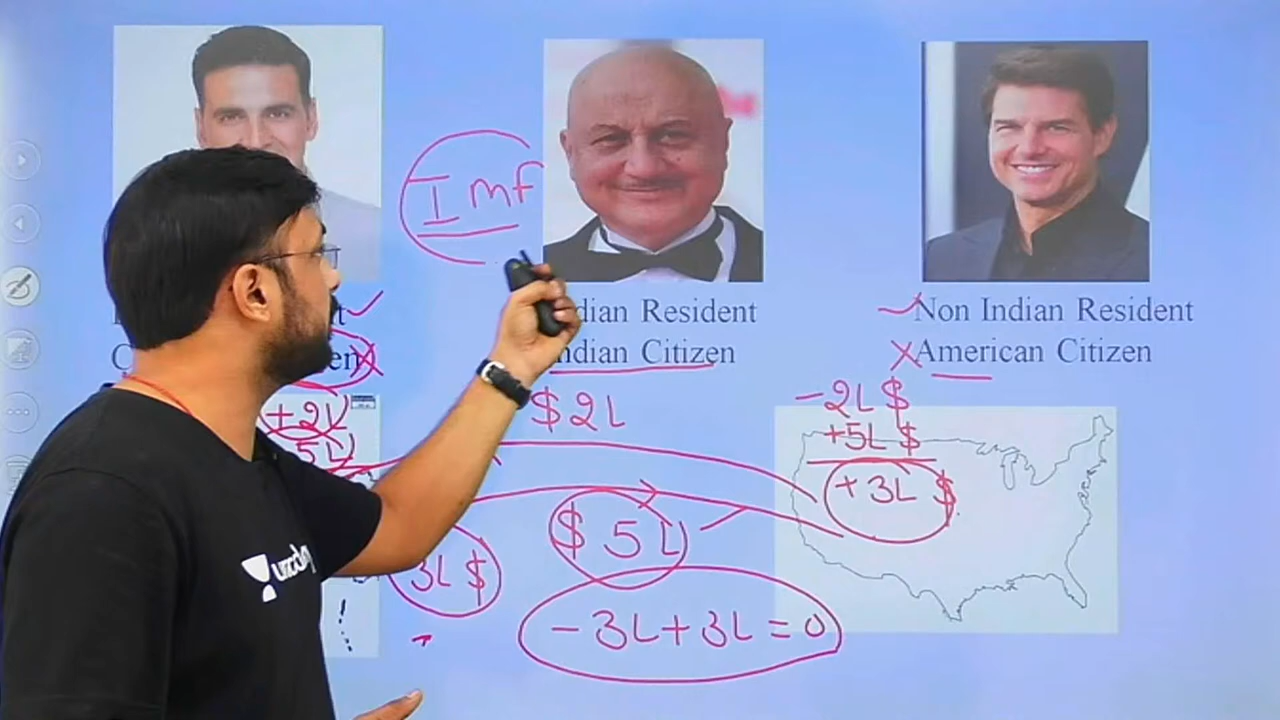 Imf
Indian Resident
Non Indian Resident
Indian Citizen
American Citizen
+2L
$2L
-2L $
5L
+5L $
+3L $
$ 5L
3L $
-3L+3L=0